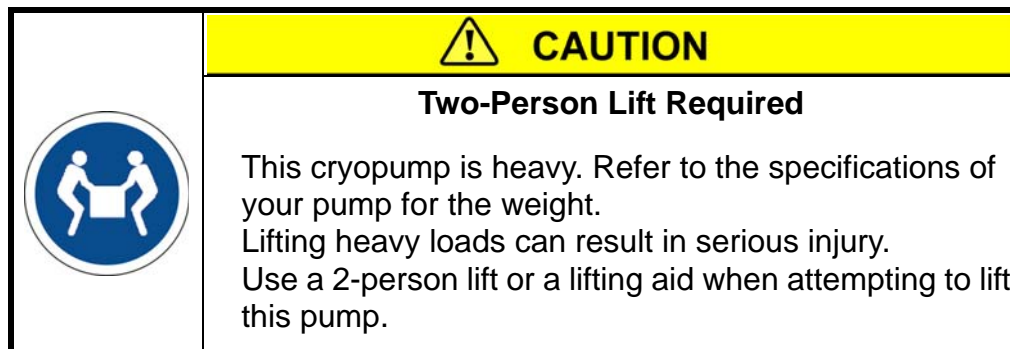 CAUTION
Two-Person Lift Required
This cryopump is heavy. Refer to the specifications of
your pump for the weight.
Lifting heavy loads can result in serious injury.
Use a 2-person lift or a lifting aid when attempting to lift
this pump.